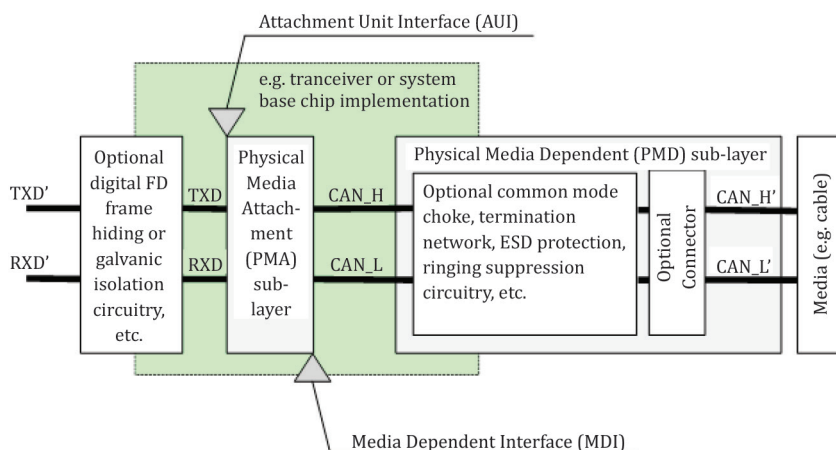 Attachment Unit Interface (AUI)
e.g. tranceiver or system
base chip implementation
Optional
digital FD
frame
hiding or
galvanic
isolation
circuitry,
etc.
TXD’
RXD’
TXD
RXD
Physical
Media
Attach-
ment
(PMA)
sub-
layer
CAN_H
CAN_L
Physical Media Dependent (PMD) sub-layer
Optional common mode
choke, termination
network, ESD protection,
ringing suppression
circuitry, etc.
Optional
Connector
CAN_H’
CAN_L’
Media (e.g. cable)
Media Dependent Interface (MDI)